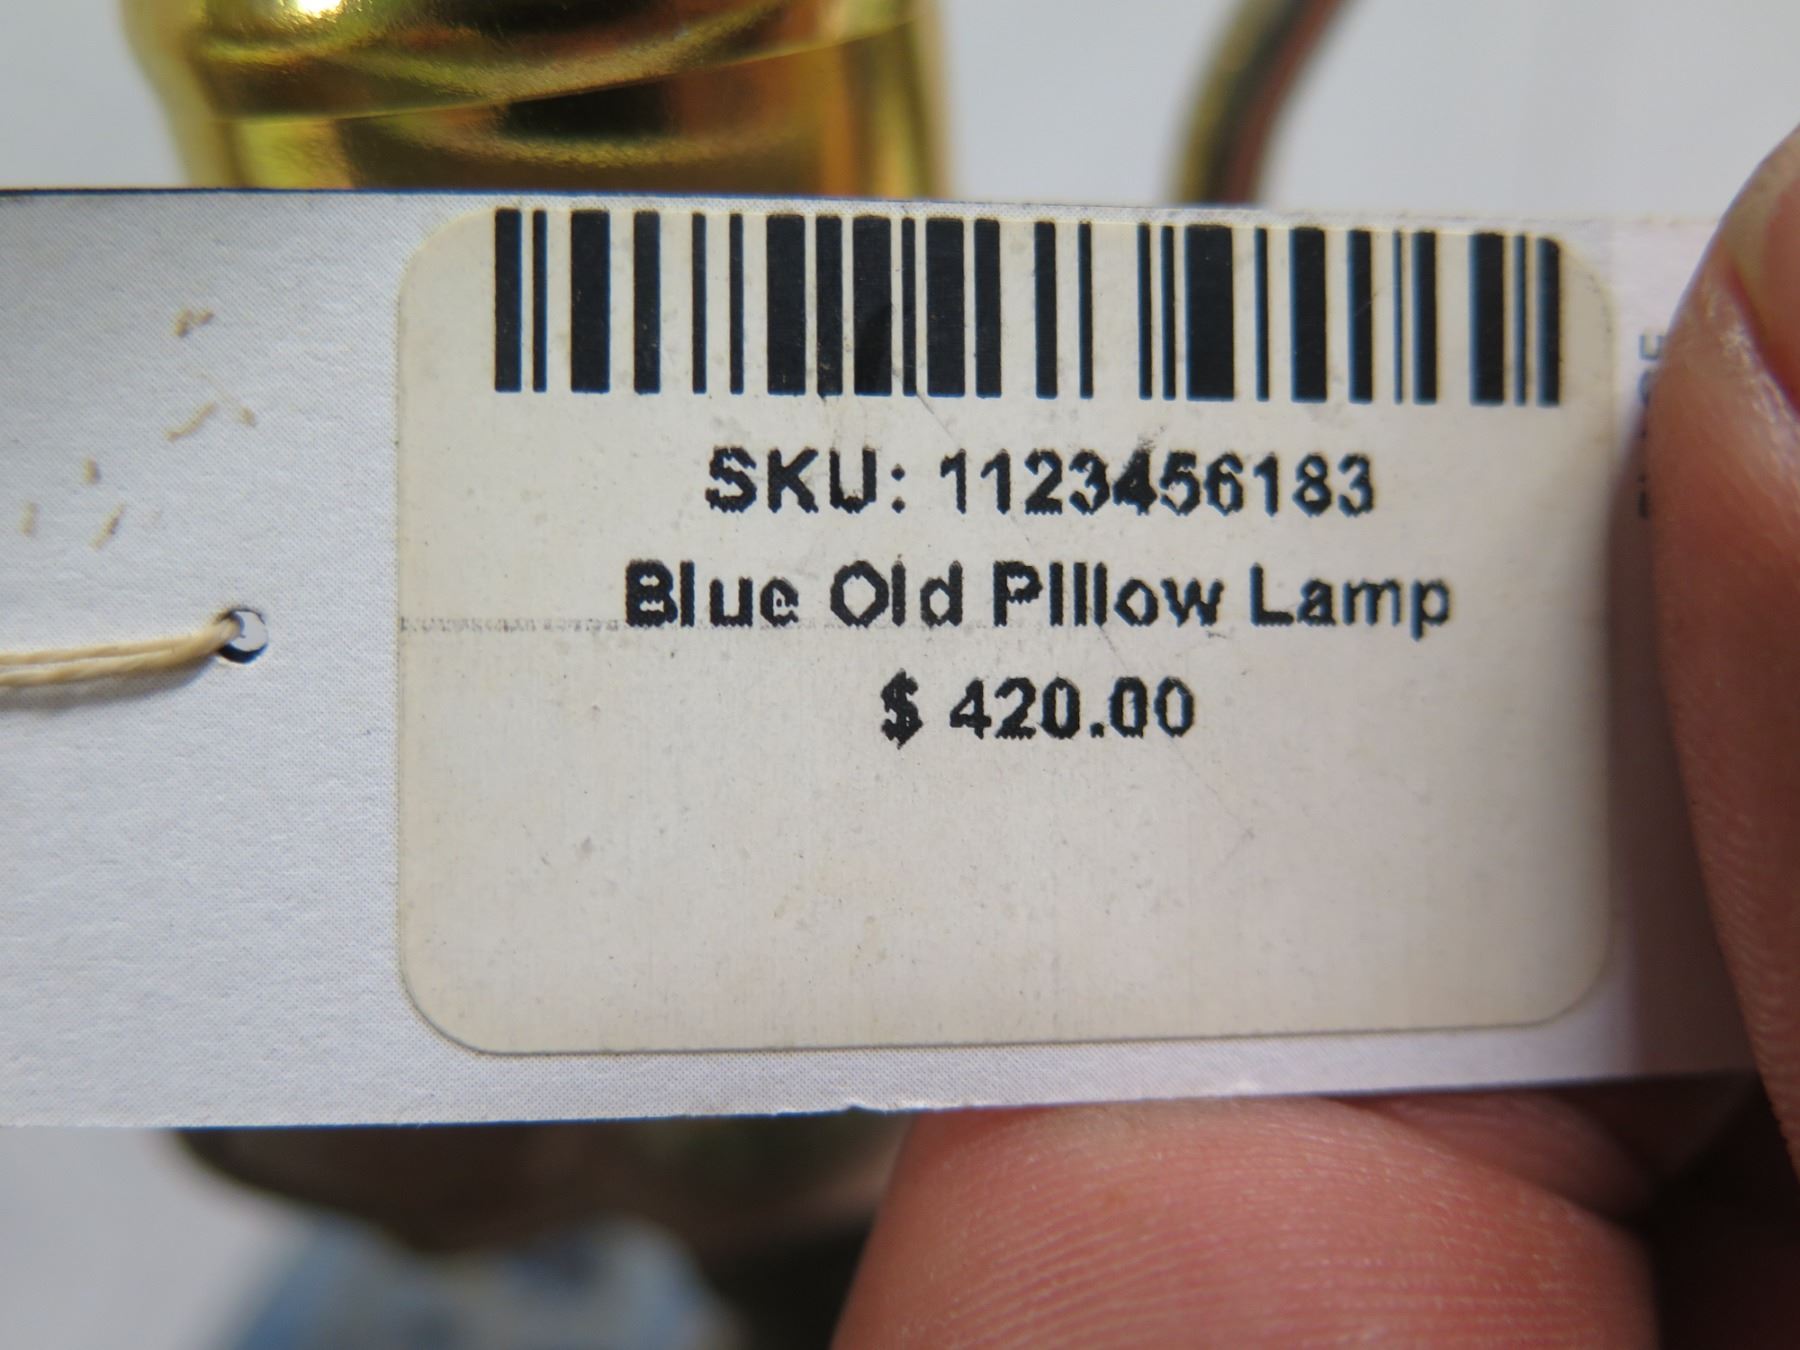 SKU: 1123456183
Blue Old PIllow Lamp
$ 420.00